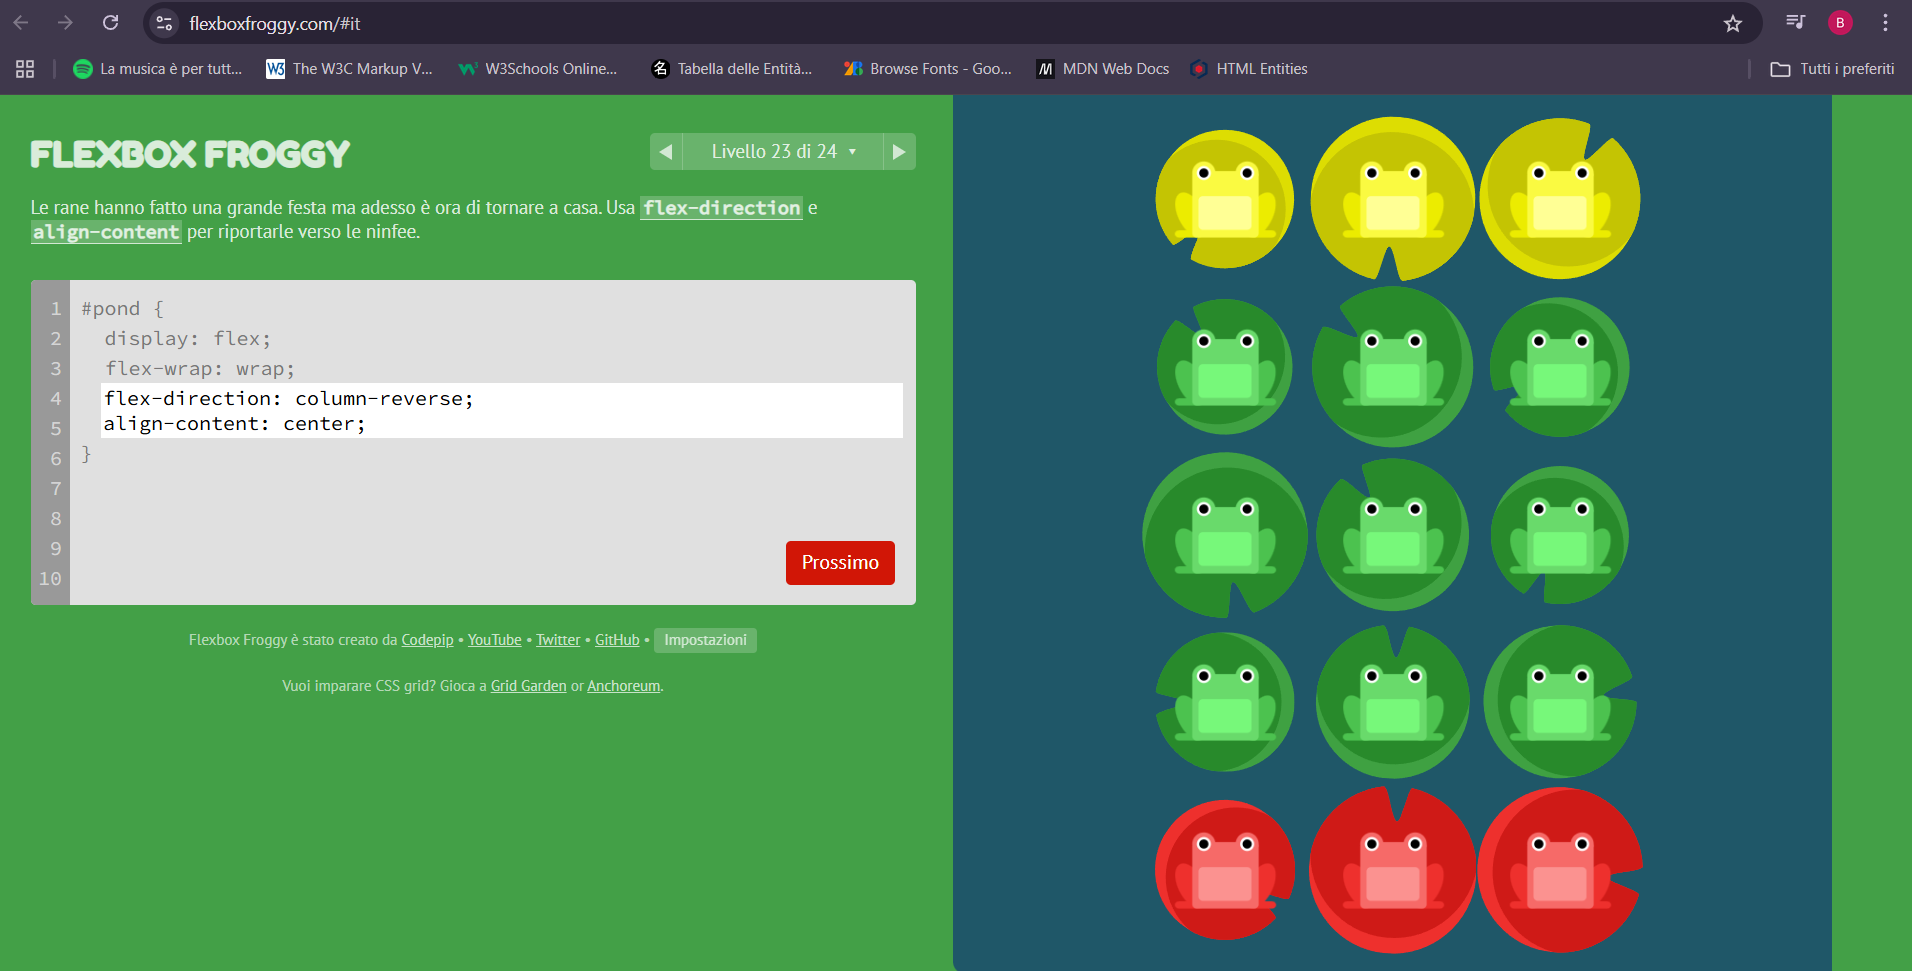 flexboxfroggy.com/#it
B
La musica è per tutt...
The W3C Markup V...
W3Schools Online...
Tabella delle Entità...
Browse Fonts - Goo...
MDN Web Docs
HTML Entities
Tutti i preferiti
FLEXBOX FROGGY
◀ Livello 23 di 24 ▾ ▶
Le rane hanno fatto una grande festa ma adesso è ora di tornare a casa. Usa flex-direction e
align-content per riportarle verso le ninfee.
1 #pond {
2 display: flex;
3 flex-wrap: wrap;
4 flex-direction: column-reverse;
5 align-content: center;
6 }
7
8
9
10
Prossimo
Flexbox Froggy è stato creato da Codepip • YouTube • Twitter • GitHub • Impostazioni
Vuoi imparare CSS grid? Gioca a Grid Garden or Anchoreum.